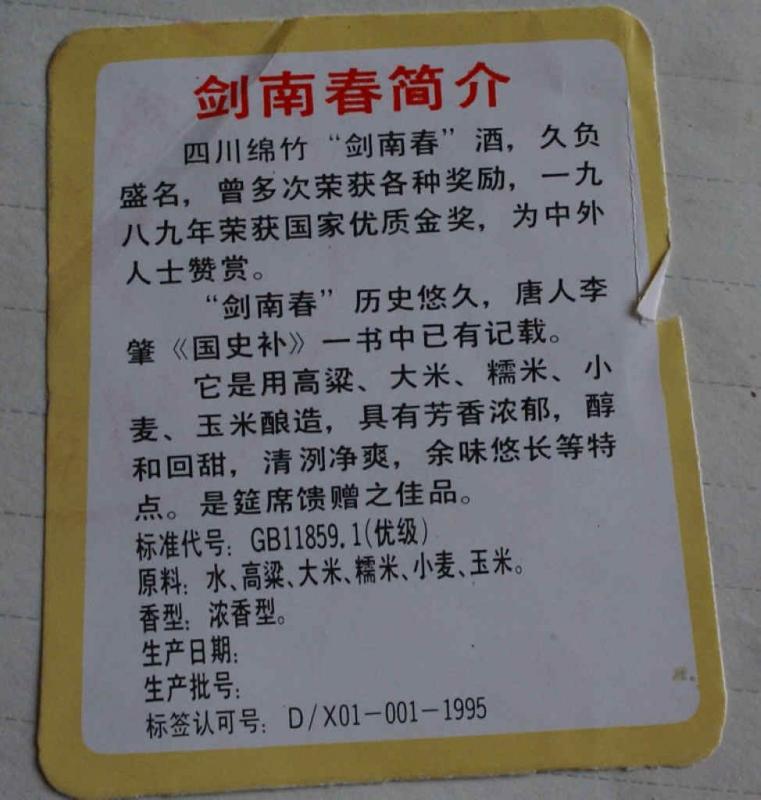 剑南春简介
四川绵竹“剑南春”酒，久负
盛名，曾多次荣获各种奖励，一九
八九年荣获国家优质金奖，为中外
人士赞赏。
“剑南春”历史悠久，唐人李
肇《国史补》一书中已有记载。
它是用高粱、大米、糯米、小
麦、玉米酿造，具有芳香浓郁，醇
和回甜，清洌净爽，余味悠长等特
点。是筵席馈赠之佳品。
标准代号：GB11859.1(优级)
原料：水、高粱、大米、糯米、小麦、玉米。
香型：浓香型。
生产日期：
生产批号：
标签认可号：D/X01-001-1995